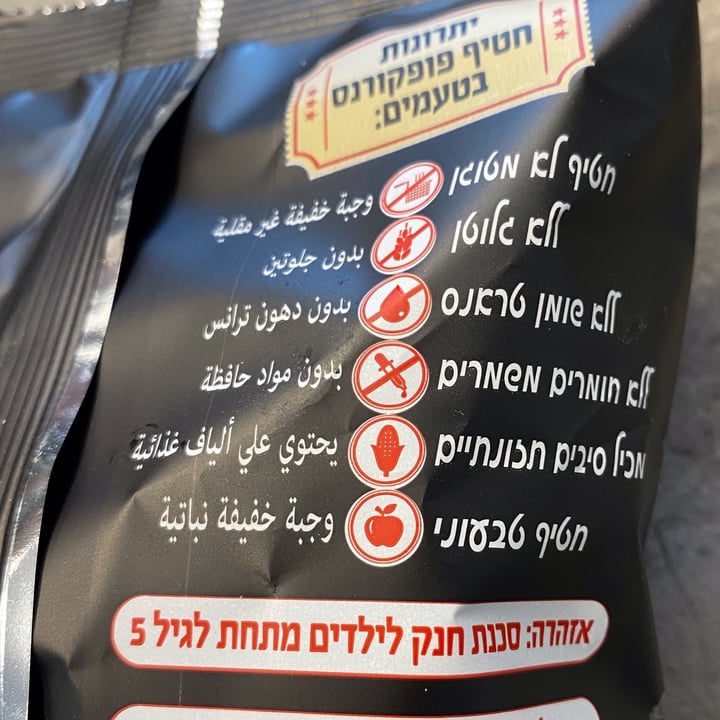 יתרונות
חטיף פופקורנס
בטעמים:
חטיף לא מטוגן
وجبة خفيفة غير مقلية
ללא גלוטן
بدون جلوتين
ללא שומן טראנס
بدون دهون ترانس
ללא חומרים משמרים
بدون مواد حافظة
מכיל סיבים תזונתיים
يحتوي علي ألياف غذائية
חטיף טבעוני
وجبة خفيفة نباتية
אזהרה: סכנת חנק לילדים מתחת לגיל 5